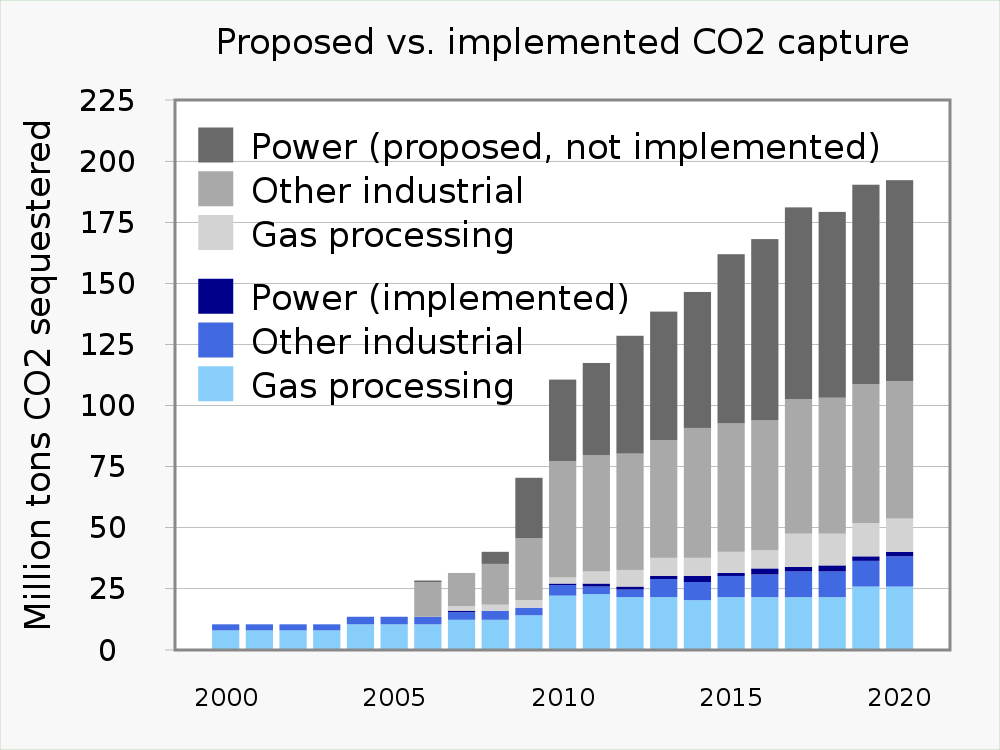 Proposed vs. implemented CO2 capture
Million tons CO2 sequestered
225
200
175
150
125
100
75
50
25
0
Power (proposed, not implemented)
Other industrial
Gas processing
Power (implemented)
Other industrial
Gas processing
2000 2005 2010 2015 2020